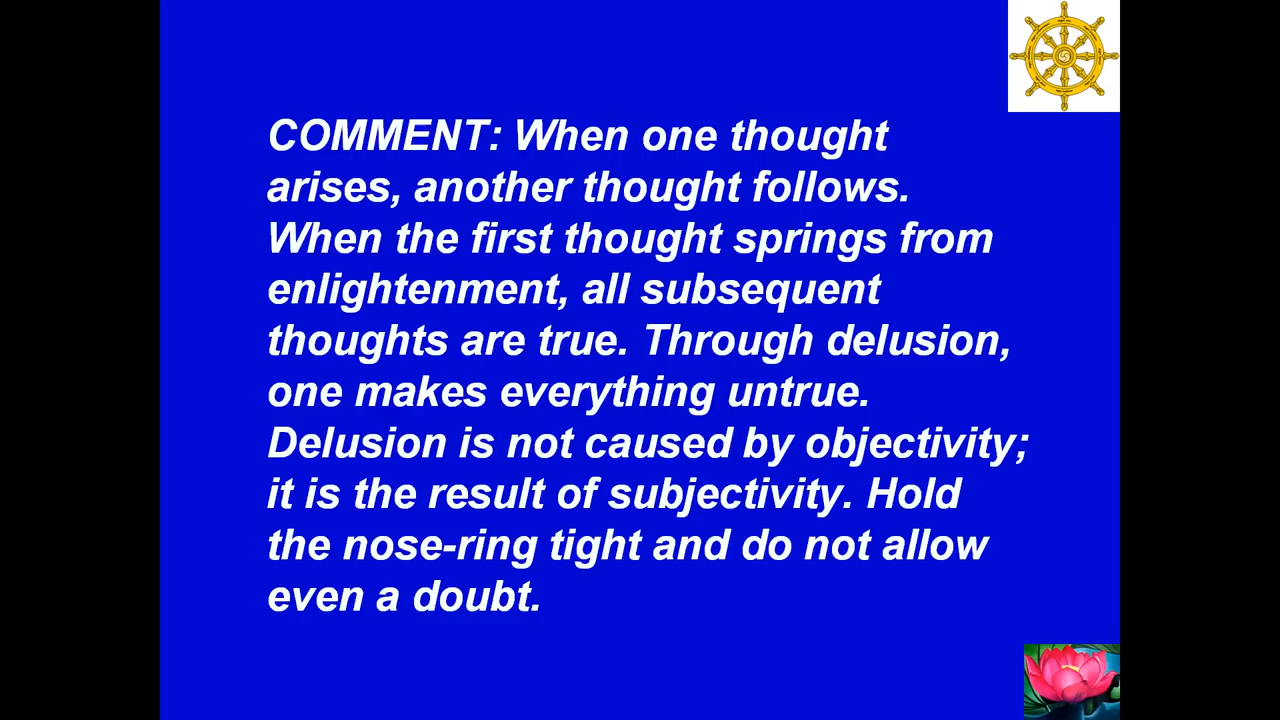 COMMENT: When one thought
arises, another thought follows.
When the first thought springs from
enlightenment, all subsequent
thoughts are true. Through delusion,
one makes everything untrue.
Delusion is not caused by objectivity;
it is the result of subjectivity. Hold
the nose-ring tight and do not allow
even a doubt.